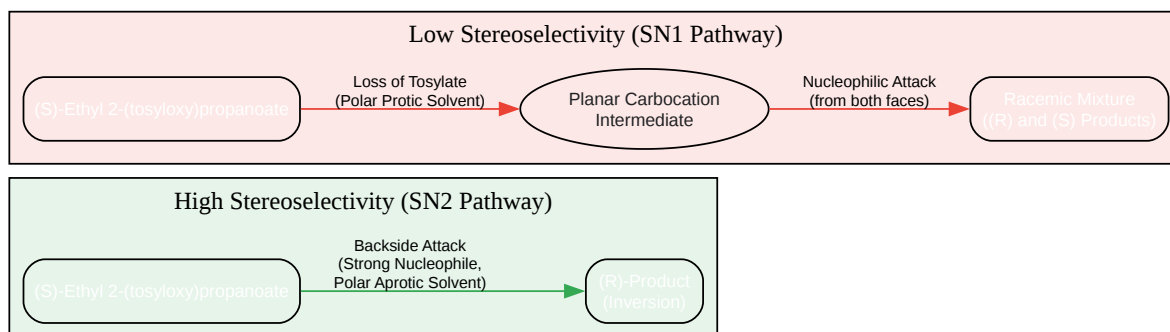 Low Stereoselectivity (SN1 Pathway)
(S)-Ethyl 2-(tosyloxy)propanoate
Loss of Tosylate
(Polar Protic Solvent)
Planar Carbocation
Intermediate
Nucleophilic Attack
(from both faces)
Racemic Mixture
((R) and (S) Products)
High Stereoselectivity (SN2 Pathway)
(S)-Ethyl 2-(tosyloxy)propanoate
Backside Attack
(Strong Nucleophile,
Polar Aprotic Solvent)
(R)-Product
(Inversion)